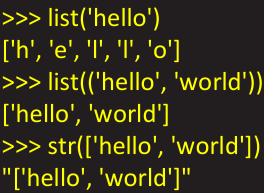 >>> list('hello')
['h', 'e', 'l', 'l', 'o']
>>> list(('hello', 'world'))
['hello', 'world']
>>> str(['hello', 'world'])
"['hello', 'world']"